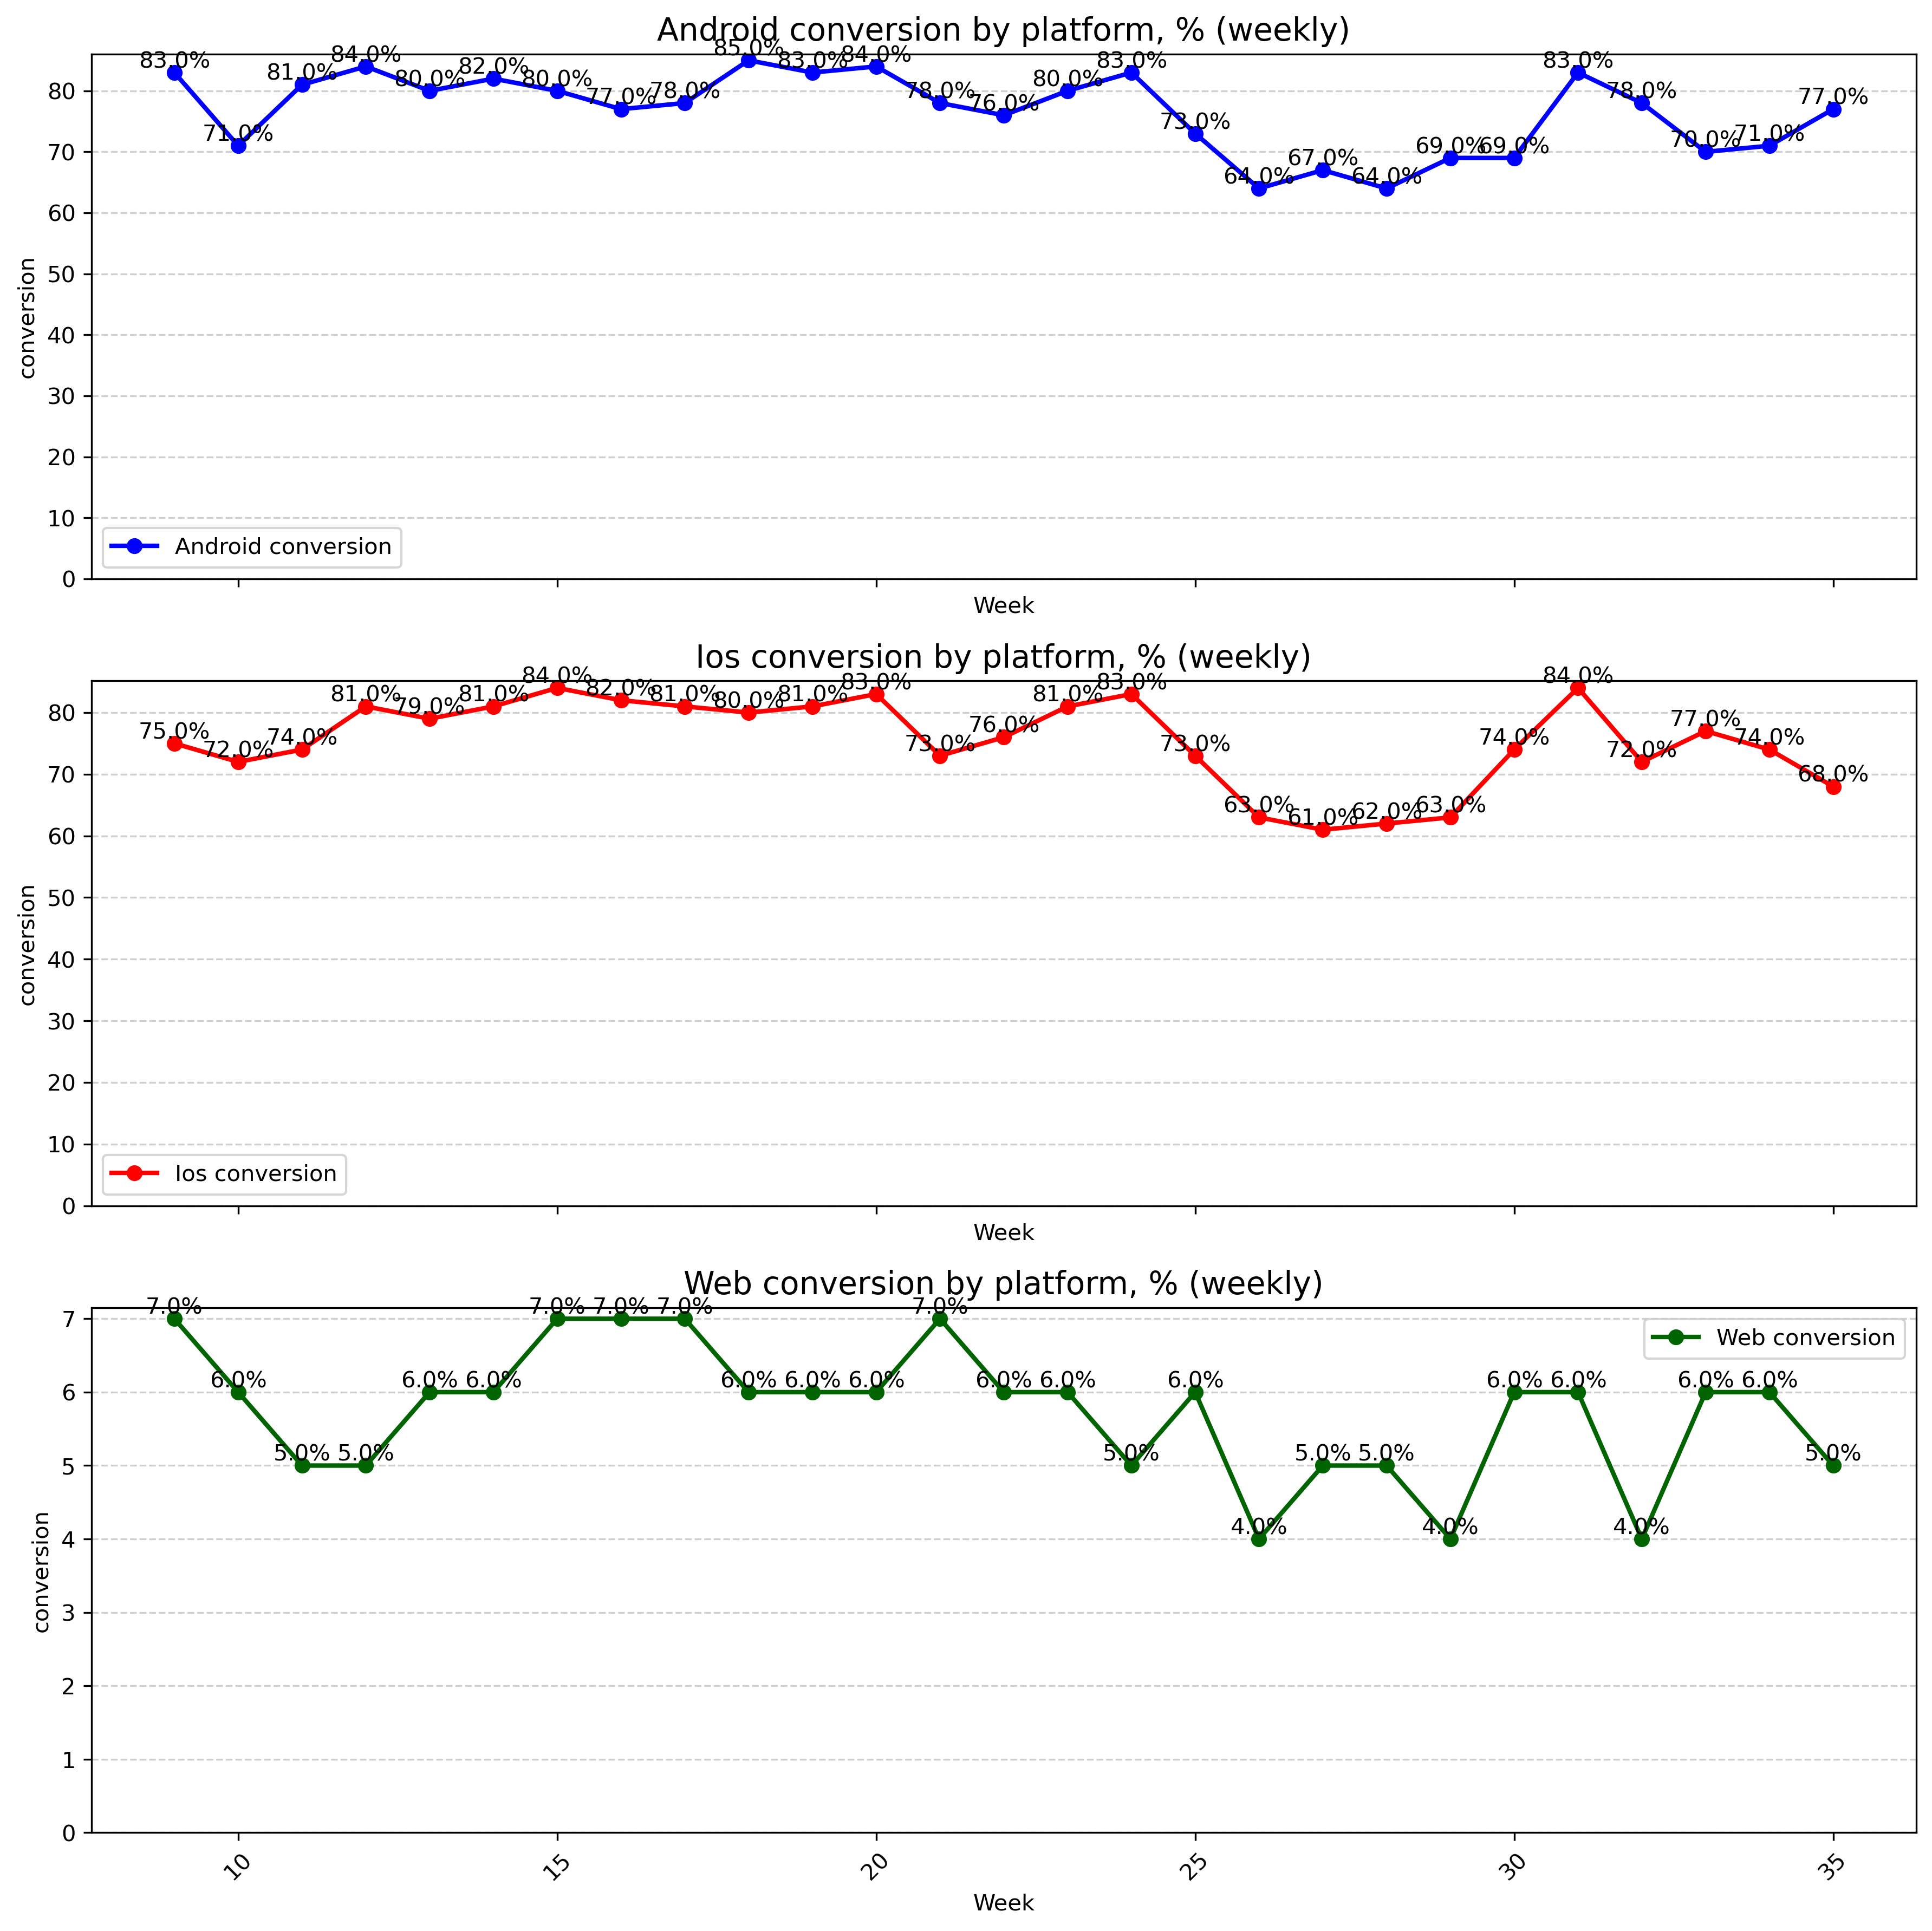 Android conversion by platform, % (weekly)
83.0% 71.0% 81.0% 84.0% 80.0% 82.0% 80.0% 77.0% 78.0% 85.0% 83.0% 84.0% 78.0% 76.0% 80.0% 83.0% 73.0% 64.0% 67.0% 64.0% 69.0% 69.0% 83.0% 78.0% 70.0% 71.0% 77.0%
80
70
60
50
40
30
20
10
0
conversion
Android conversion
Week
Ios conversion by platform, % (weekly)
75.0% 72.0% 74.0% 81.0% 79.0% 81.0% 84.0% 82.0% 81.0% 80.0% 81.0% 83.0% 73.0% 76.0% 81.0% 83.0% 73.0% 63.0% 61.0% 62.0% 63.0% 74.0% 84.0% 72.0% 77.0% 74.0% 68.0%
80
70
60
50
40
30
20
10
0
conversion
Ios conversion
Week
Web conversion by platform, % (weekly)
7.0% 6.0% 5.0% 5.0% 6.0% 6.0% 7.0% 7.0% 7.0% 6.0% 6.0% 6.0% 7.0% 6.0% 6.0% 5.0% 6.0% 4.0% 5.0% 5.0% 4.0% 6.0% 6.0% 4.0% 6.0% 6.0% 5.0%
Web conversion
7
6
5
4
3
2
1
0
conversion
10 15 20 25 30 35
Week